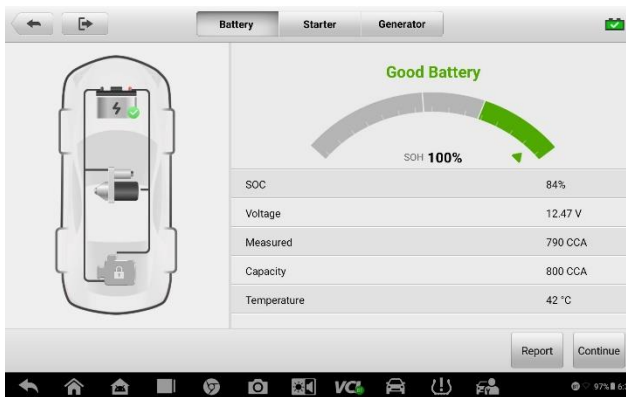 Battery Starter Generator
Good Battery
SOH 100%
SOC 84%
Voltage 12.47 V
Measured 790 CCA
Capacity 800 CCA
Temperature 42 °C
Report Continue
VCI 97%